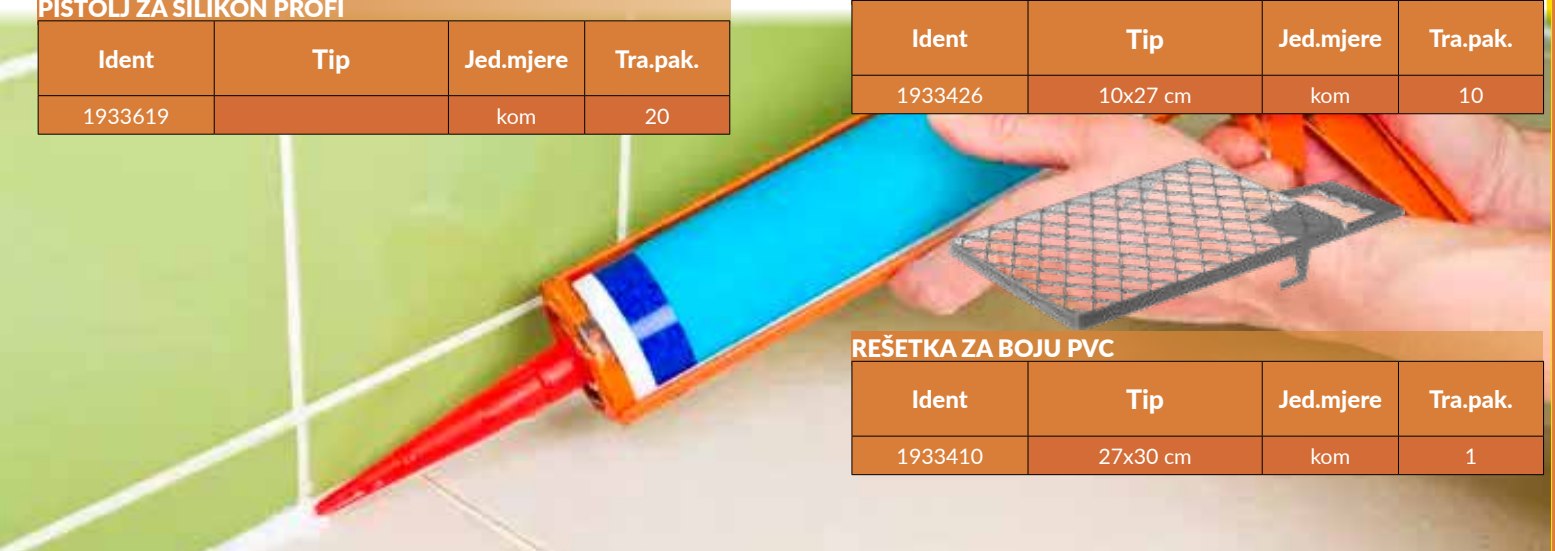 PIŠTOLJ ZA SILIKON PROFI
Ident Tip Jed.mjere Tra.pak.
1933619 kom 20
Ident Tip Jed.mjere Tra.pak.
1933426 10x27 cm kom 10
REŠETKA ZA BOJU PVC
Ident Tip Jed.mjere Tra.pak.
1933410 27x30 cm kom 1